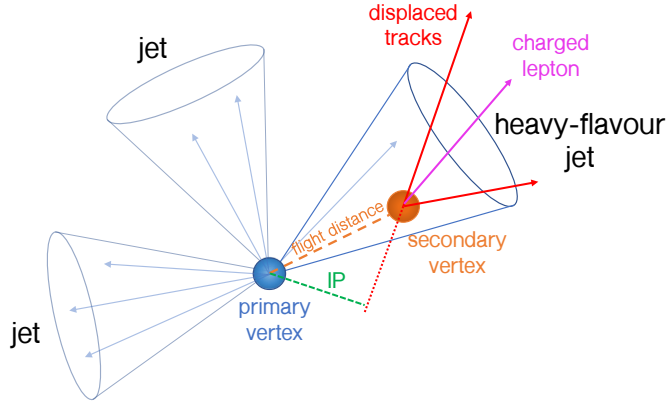 displaced
tracks
jet
charged
lepton
heavy-flavour
jet
flight distance
secondary
vertex
IP
primary
vertex
jet